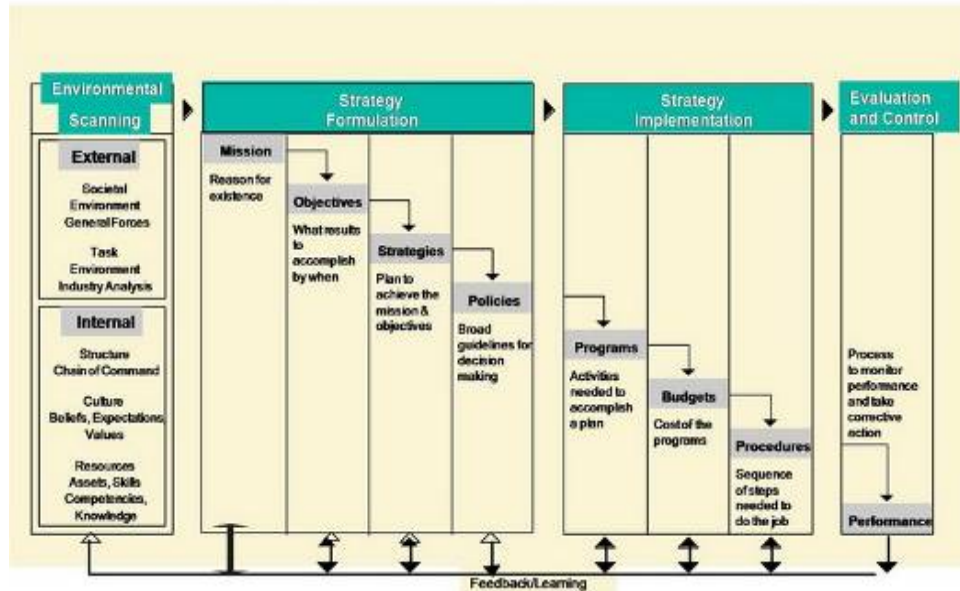 Environmental
Scanning
Strategy
Formulation
Strategy
Implementation
Evaluation
and Control
External
Societal
Environment
General Forces
Task
Environment
Industry Analysis
Internal
Structure
Chain of Command
Culture
Beliefs, Expectations,
Values
Resources
Assets, Skills
Competencies,
Knowledge
Mission
Reason for
existence
Objectives
What results
to
accomplish
by when
Strategies
Plan to
achieve the
mission &
objectives
Policies
Broad
guidelines for
decision
making
Programs
Activities
needed to
accomplish
a plan
Budgets
Cost of the
programs
Procedures
Sequence
of steps
needed to
do the job
Process
to monitor
performance
and take
corrective
action
Performance
Feedback/Learning